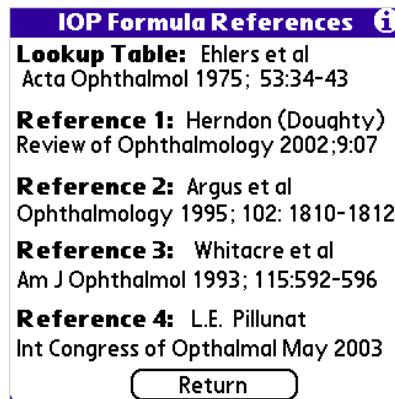 IOP Formula References i
Lookup Table: Ehlers et al
Acta Ophthalmol 1975; 53:34-43
Reference 1: Herndon (Doughty)
Review of Ophthalmology 2002;9:07
Reference 2: Argus et al
Ophthalmology 1995; 102: 1810-1812
Reference 3: Whitacre et al
Am J Ophthalmol 1993; 115:592-596
Reference 4: L.E. Pillunat
Int Congress of Opthalmal May 2003
Return